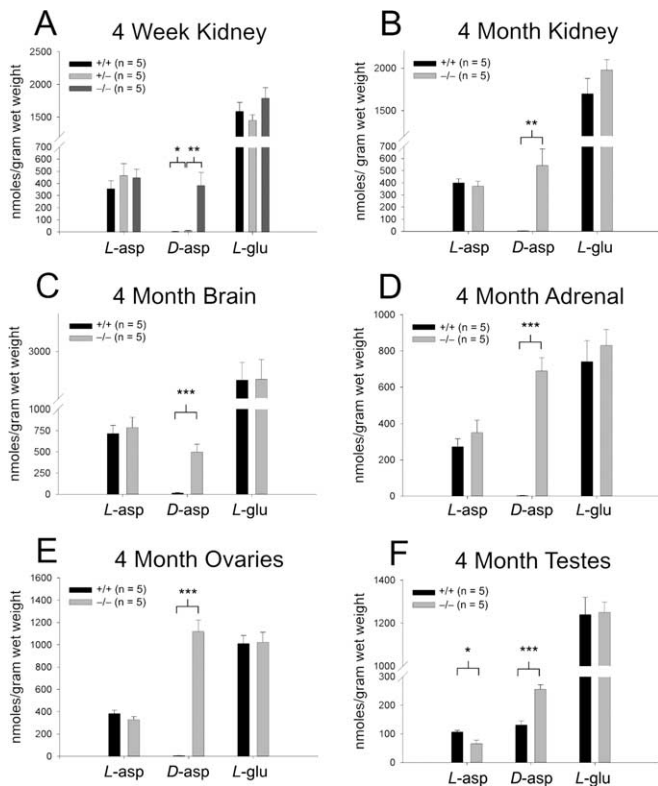 A
4 Week Kidney
+/+ (n = 5)
+/− (n = 5)
−/− (n = 5)
nmoles/gram wet weight
2500
2000
1500
700
600
500
400
300
200
100
0
* **
L-asp D-asp L-glu
B
4 Month Kidney
+/+ (n = 5)
−/− (n = 5)
nmoles/ gram wet weight
2000
1500
700
600
500
400
300
200
100
0
**
L-asp D-asp L-glu
C
4 Month Brain
+/+ (n = 5)
−/− (n = 5)
nmoles/gram wet weight
3000
1000
750
500
250
0
***
L-asp D-asp L-glu
D
4 Month Adrenal
+/+ (n = 5)
−/− (n = 5)
nmoles/gram wet weight
1000
800
600
400
200
0
***
L-asp D-asp L-glu
E
4 Month Ovaries
+/+ (n = 5)
−/− (n = 5)
nmoles/gram wet weight
1600
1400
1200
1000
800
600
400
200
0
***
L-asp D-asp L-glu
F
4 Month Testes
+/+ (n = 5)
−/− (n = 5)
nmoles/gram wet weight
1400
1200
1000
300
200
100
0
* ***
L-asp D-asp L-glu